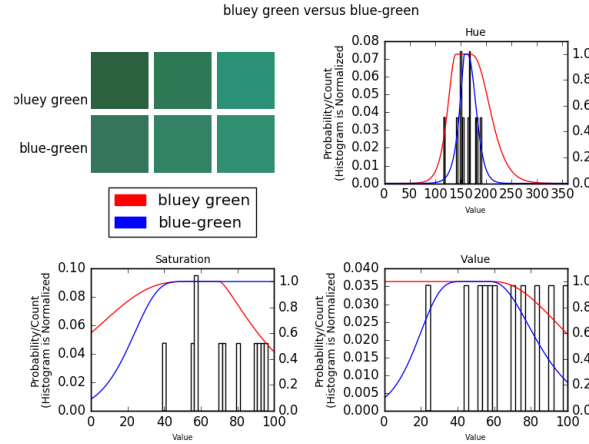 bluey green versus blue-green
bluey green
blue-green
bluey green
blue-green
Hue
Probability/Count
(Histogram is Normalized
0.08
0.07
0.06
0.05
0.04
0.03
0.02
0.01
0.00
1.0
0.8
0.6
0.4
0.2
0.0
0 50 100 150 200 250 300 350
Value
Saturation
Probability/Count
(Histogram is Normalized
0.10
0.08
0.06
0.04
0.02
0.00
1.0
0.8
0.6
0.4
0.2
0.0
0 20 40 60 80 100
Value
Value
Probability/Count
(Histogram is Normalized
0.040
0.035
0.030
0.025
0.020
0.015
0.010
0.005
0.000
1.0
0.8
0.6
0.4
0.2
0.0
0 20 40 60 80 100
Value